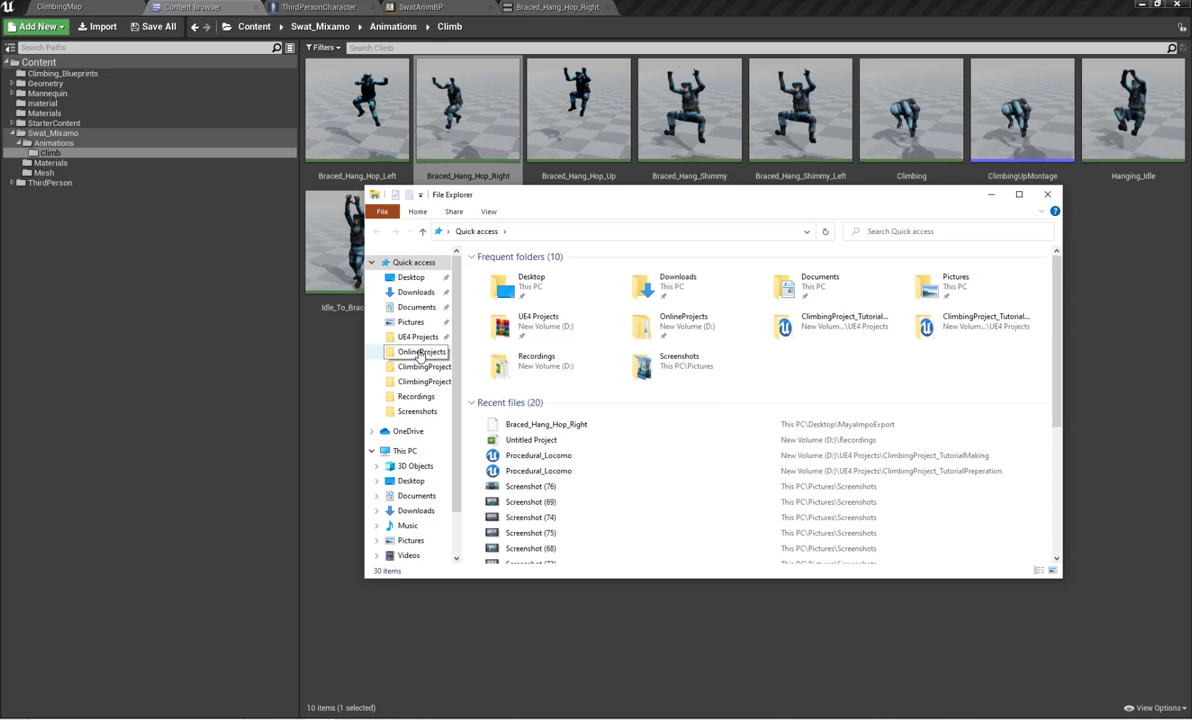 ClimbingMap
Content Browser
ThirdPersonCharacter
SwatAnimBP
Braced_Hang_Hop_Right
Add New
Import
Save All
Content
Swat_Mixamo
Animations
Climb
Search Paths
Filters
Search Climb
Content
Climbing_Blueprints
Geometry
Mannequin
material
Materials
StarterContent
Swat_Mixamo
Animations
Climb
Materials
Mesh
ThirdPerson
Braced_Hang_Hop_Left
Braced_Hang_Hop_Right
Braced_Hang_Hop_Up
Braced_Hang_Shimmy
Braced_Hang_Shimmy_Left
Climbing
ClimbingUpMontage
Hanging_Idle
Idle_To_Brac
File Explorer
File
Home
Share
View
Quick access
Search Quick access
Quick access
Desktop
Downloads
Documents
Pictures
UE4 Projects
OnlineProjects
ClimbingProject
ClimbingProject
Recordings
Screenshots
OneDrive
This PC
3D Objects
Desktop
Documents
Downloads
Music
Pictures
Videos
Frequent folders (10)
Desktop
This PC
Downloads
This PC
Documents
This PC
Pictures
This PC
UE4 Projects
New Volume (D:)
OnlineProjects
New Volume (D:)
ClimbingProject_Tutorial...
New Volum...\UE4 Projects
ClimbingProject_Tutorial...
New Volum...\UE4 Projects
Recordings
New Volume (D:)
Screenshots
This PC\Pictures
Recent files (20)
Braced_Hang_Hop_Right This PC\Desktop\MayaImpoExport
Untitled Project New Volume (D:)\Recordings
Procedural_Locomo New Volume (D:)\UE4 Projects\ClimbingProject_TutorialMaking
Procedural_Locomo New Volume (D:)\UE4 Projects\ClimbingProject_TutorialPreperation
Screenshot (76) This PC\Pictures\Screenshots
Screenshot (69) This PC\Pictures\Screenshots
Screenshot (74) This PC\Pictures\Screenshots
Screenshot (75) This PC\Pictures\Screenshots
Screenshot (68) This PC\Pictures\Screenshots
30 items
10 items (1 selected)
View Options